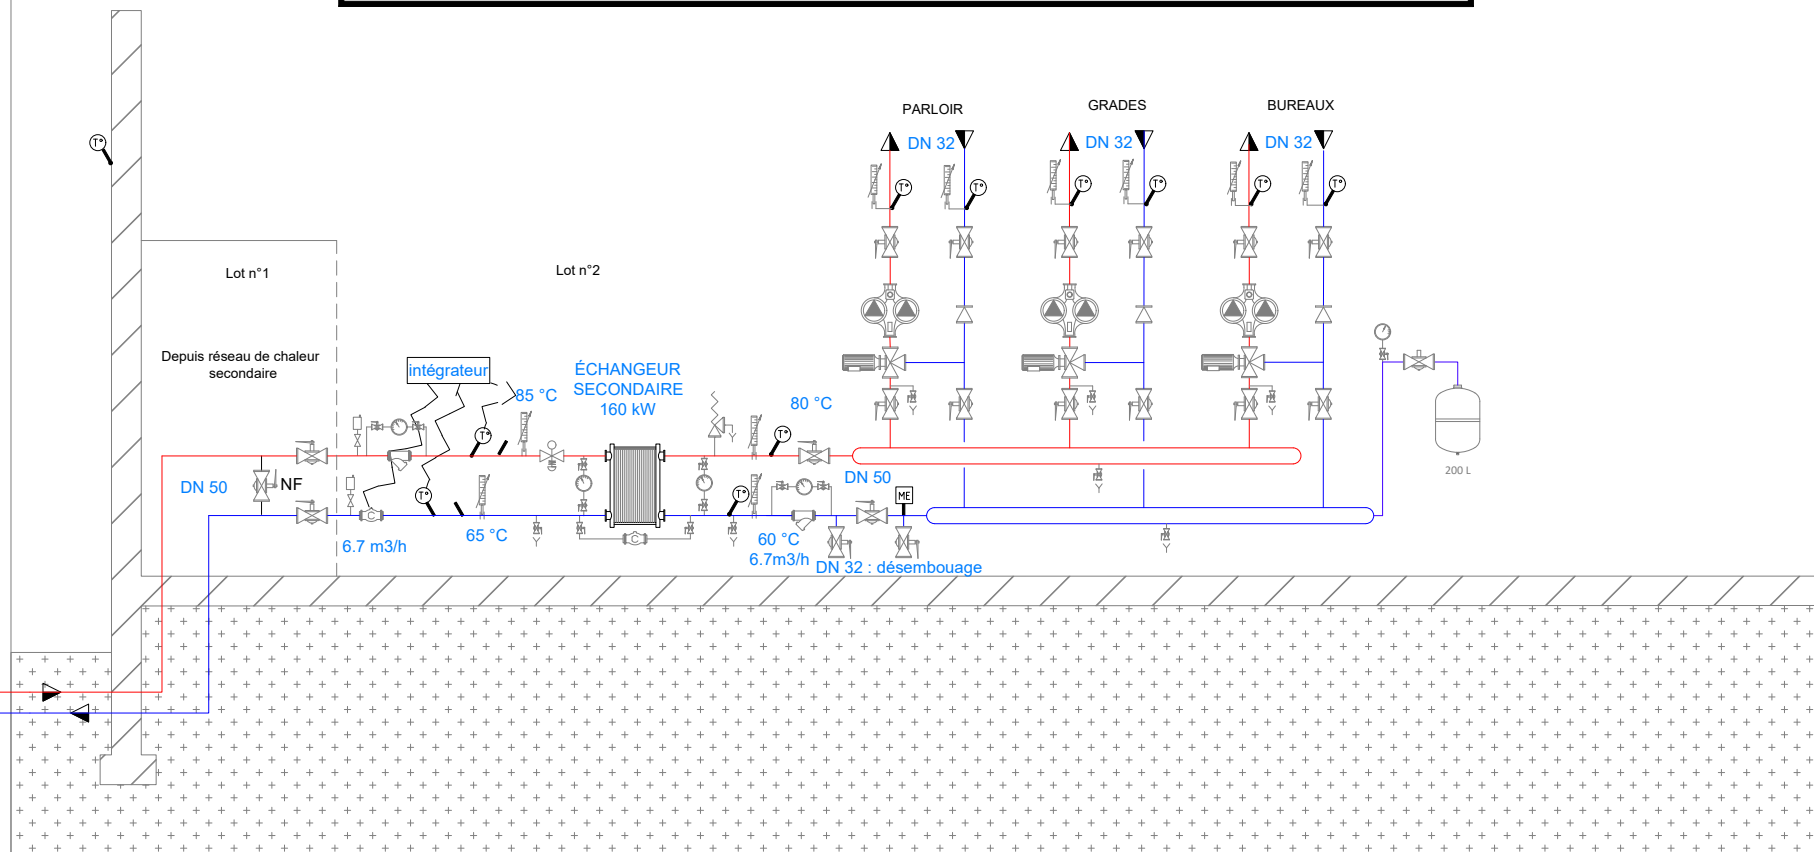 PARLOIR
GRADES
BUREAUX
DN 32
DN 32
DN 32
T°
T°
T°
T°
T°
T°
T°
Lot n°1
Lot n°2
Depuis réseau de chaleur
secondaire
intégrateur
ÉCHANGEUR
SECONDAIRE
160 kW
85 °C
80 °C
T°
T°
DN 50
NF
DN 50
200 L
T°
T°
ME
C
6.7 m3/h
65 °C
C
60 °C
6.7m3/h
DN 32 : désembouage